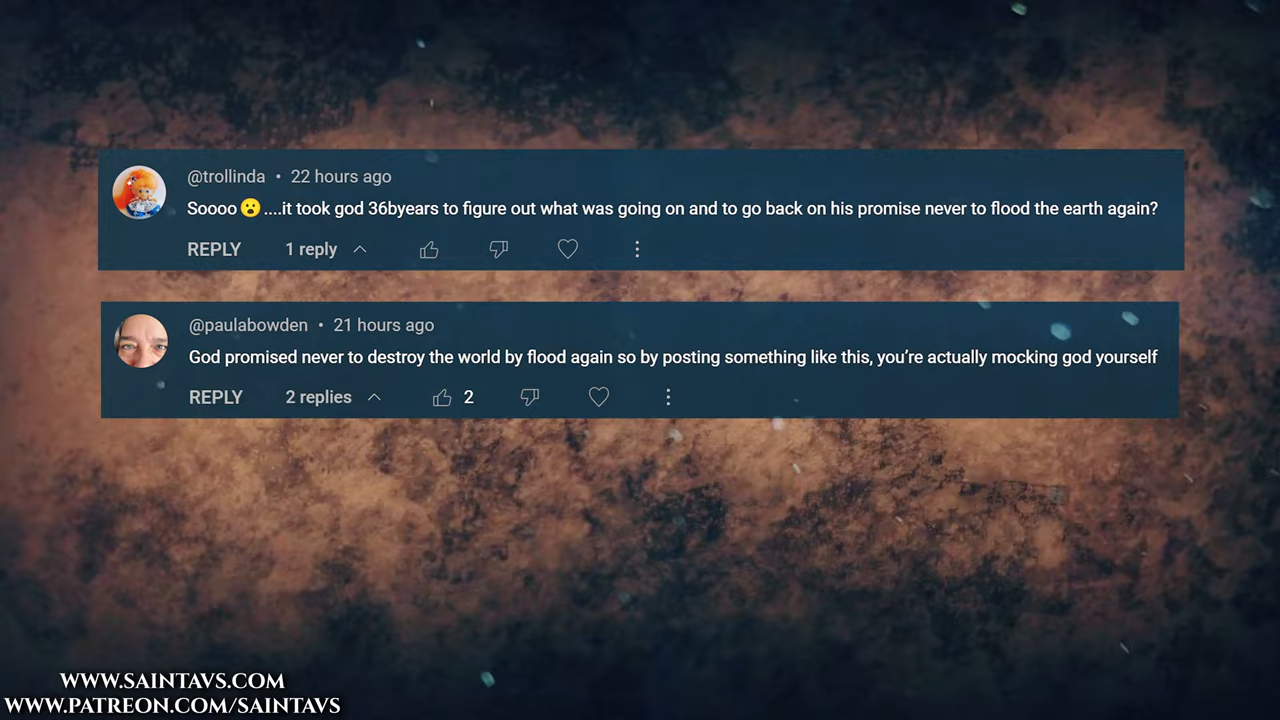 @trollinda • 22 hours ago
Soooo 😮 ....it took god 36byears to figure out what was going on and to go back on his promise never to flood the earth again?
REPLY 1 reply
@paulabowden • 21 hours ago
God promised never to destroy the world by flood again so by posting something like this, you're actually mocking god yourself
REPLY 2 replies 2
WWW.SAINTAVS.COM
WWW.PATREON.COM/SAINTAVS